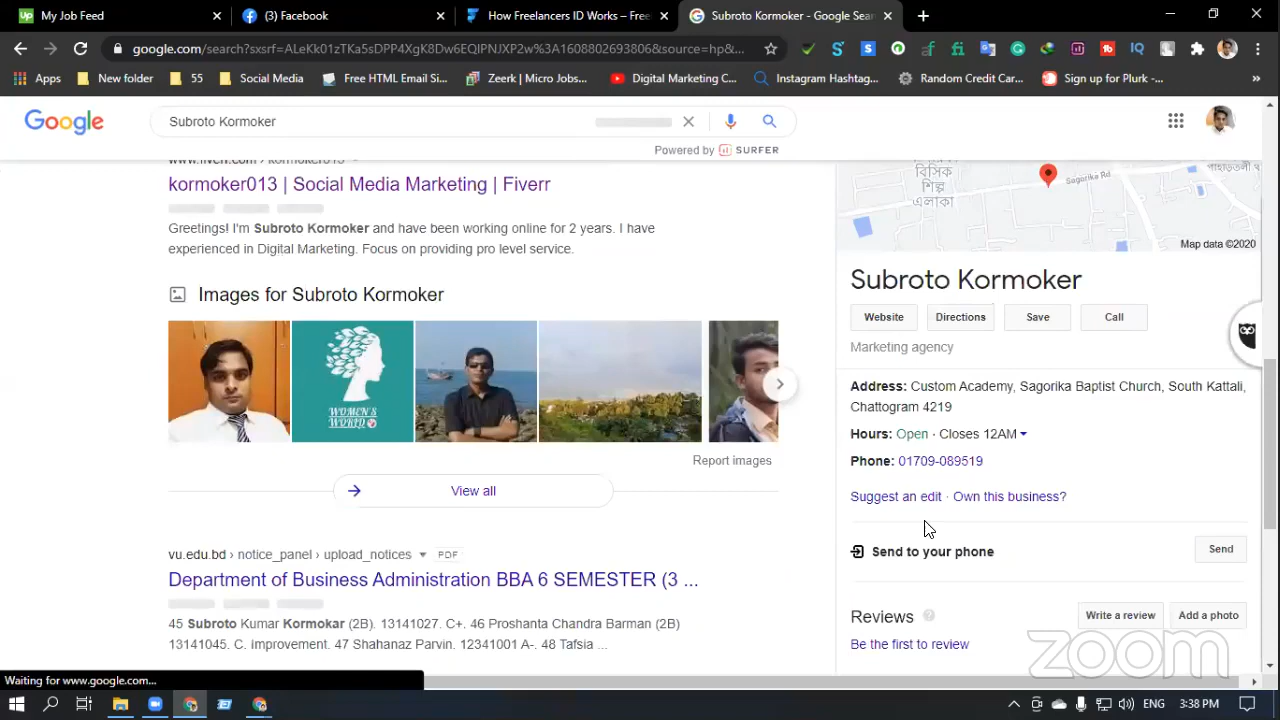 My Job Feed
(3) Facebook
How Freelancers ID Works – Free
Subroto Kormoker - Google Sear
google.com/search?sxsrf=ALeKk01zTKa5sDPP4XgK8Dw6EQIPNJXP2w%3A1608802693806&source=hp&...
Apps
New folder
55
Social Media
Free HTML Email Si...
Zeerk | Micro Jobs...
Digital Marketing C...
Instagram Hashtag...
Random Credit Car...
Sign up for Plurk -...
Google
Subroto Kormoker
Powered by SURFER
www.fiverr.com › kormoker013
kormoker013 | Social Media Marketing | Fiverr
Greetings! I'm Subroto Kormoker and have been working online for 2 years. I have
experienced in Digital Marketing. Focus on providing pro level service.
Images for Subroto Kormoker
WOMEN'S
WORLD
Report images
View all
vu.edu.bd › notice_panel › upload_notices PDF
Department of Business Administration BBA 6 SEMESTER (3 ...
45 Subroto Kumar Kormokar (2B). 13141027. C+. 46 Proshanta Chandra Barman (2B)
13141045. C. improvement. 47 Shahanaz Parvin. 12341001 A-. 48 Tafsia ...
বিসিক
শিল্প
এলাকা
Sagorika Rd
Map data ©2020
Subroto Kormoker
Website
Directions
Save
Call
Marketing agency
Address: Custom Academy, Sagorika Baptist Church, South Kattali,
Chattogram 4219
Hours: Open · Closes 12AM
Phone: 01709-089519
Suggest an edit · Own this business?
Send to your phone
Send
Reviews
Write a review
Add a photo
Be the first to review
zoom
Waiting for www.google.com...
ENG
3:38 PM